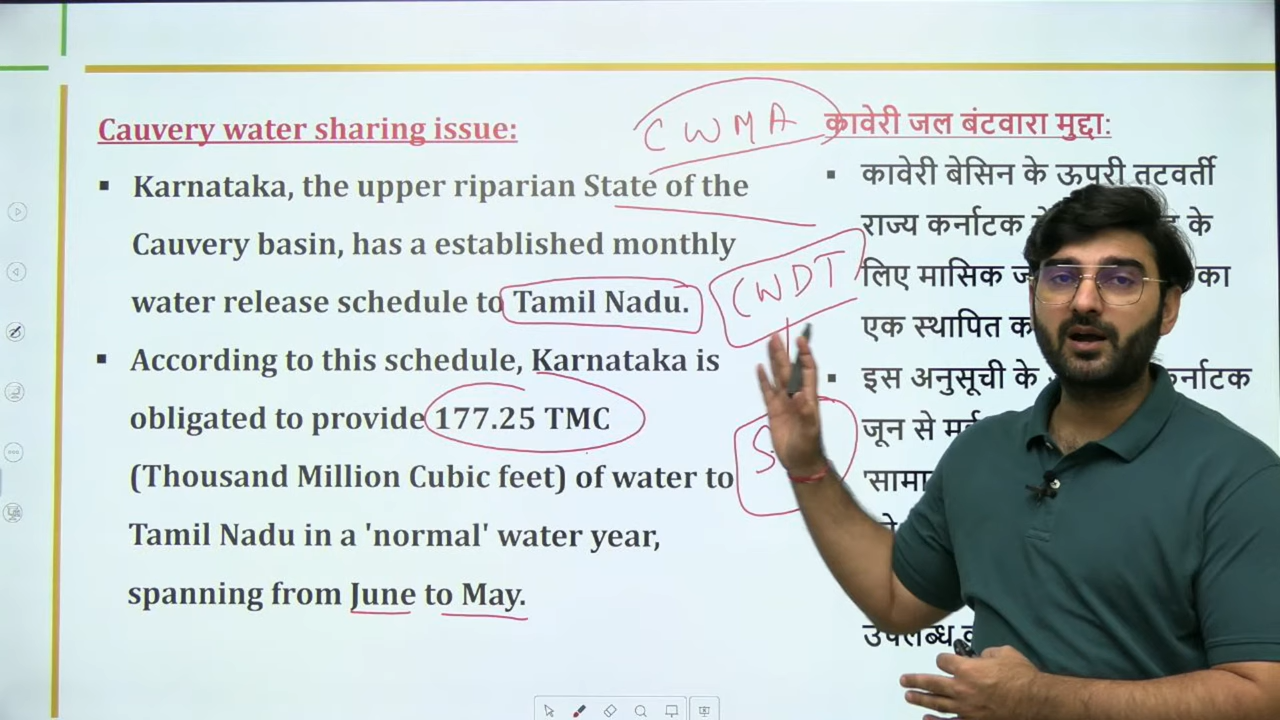 Cauvery water sharing issue:
▪ Karnataka, the upper riparian State of the
Cauvery basin, has a established monthly
water release schedule to Tamil Nadu.
▪ According to this schedule, Karnataka is
obligated to provide 177.25 TMC
(Thousand Million Cubic feet) of water to
Tamil Nadu in a 'normal' water year,
spanning from June to May.
CWMA
CWDT
S
कावेरी जल बंटवारा मुद्दा:
▪ कावेरी बेसिन के ऊपरी तटवर्ती
राज्य कर्नाटक के
लिए मासिक का
एक स्थापित
▪ इस अनुसूची के
जून से
'सामा
उपलब्ध